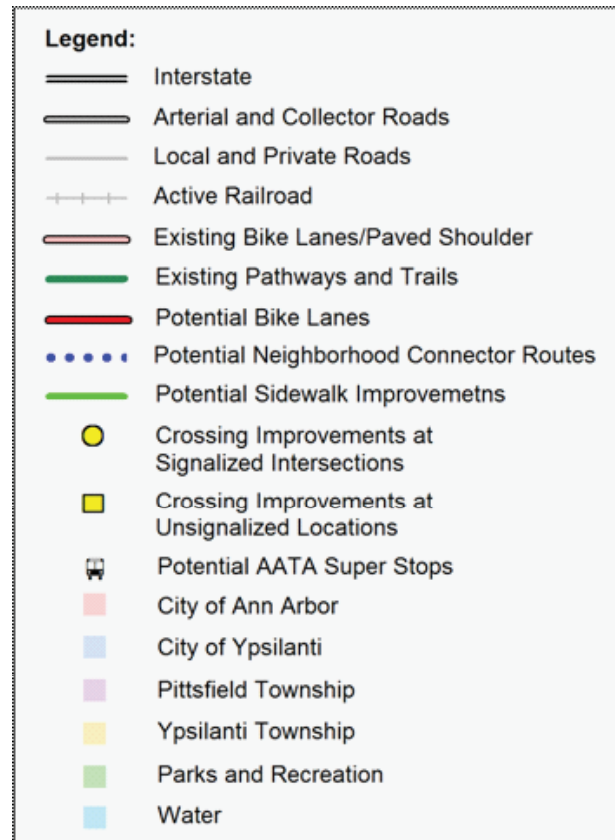 Legend:
Interstate
Arterial and Collector Roads
Local and Private Roads
Active Railroad
Existing Bike Lanes/Paved Shoulder
Existing Pathways and Trails
Potential Bike Lanes
Potential Neighborhood Connector Routes
Potential Sidewalk Improvemetns
Crossing Improvements at
Signalized Intersections
Crossing Improvements at
Unsignalized Locations
Potential AATA Super Stops
City of Ann Arbor
City of Ypsilanti
Pittsfield Township
Ypsilanti Township
Parks and Recreation
Water